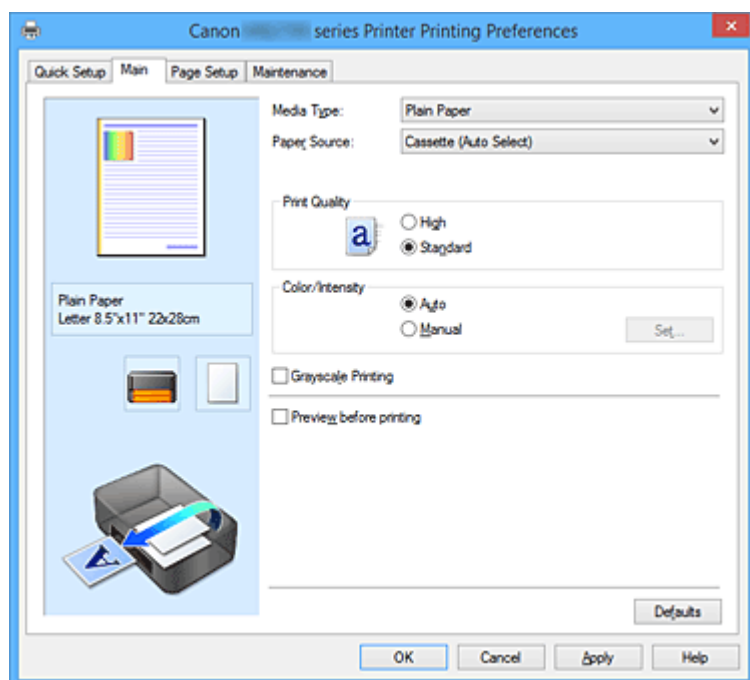 Canon series Printer Printing Preferences
Quick Setup Main Page Setup Maintenance
Media Type: Plain Paper
Paper Source: Cassette (Auto Select)
Print Quality
a
High
Standard
Plain Paper
Letter 8.5"x11" 22x28cm
Color/Intensity
Auto
Manual Set...
Grayscale Printing
Preview before printing
A
Defaults
OK Cancel Apply Help